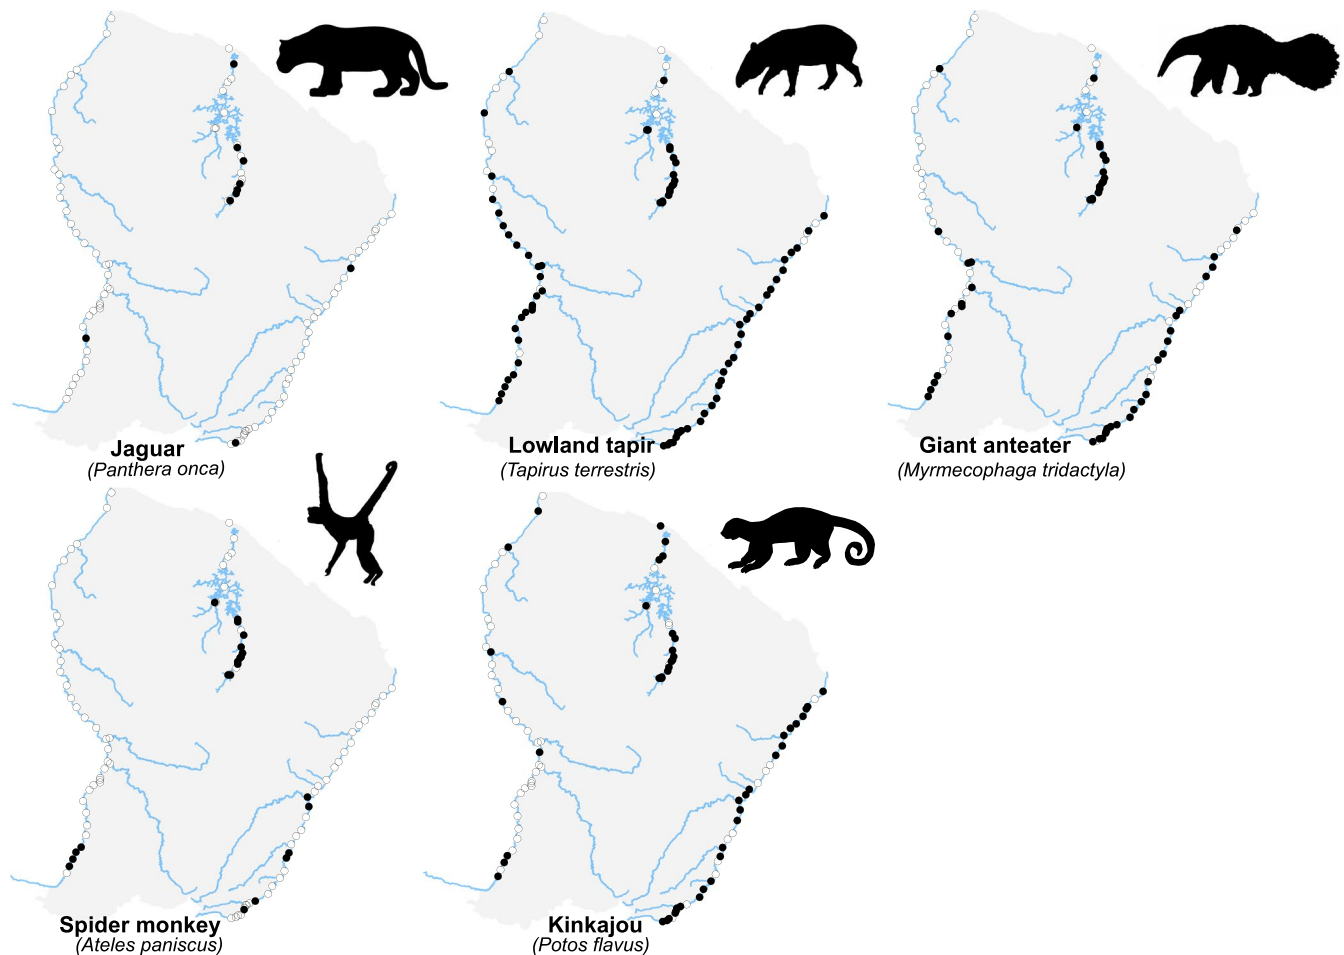 Jaguar
(Panthera onca)
Lowland tapir
(Tapirus terrestris)
Giant anteater
(Myrmecophaga tridactyla)
Spider monkey
(Ateles paniscus)
Kinkajou
(Potos flavus)